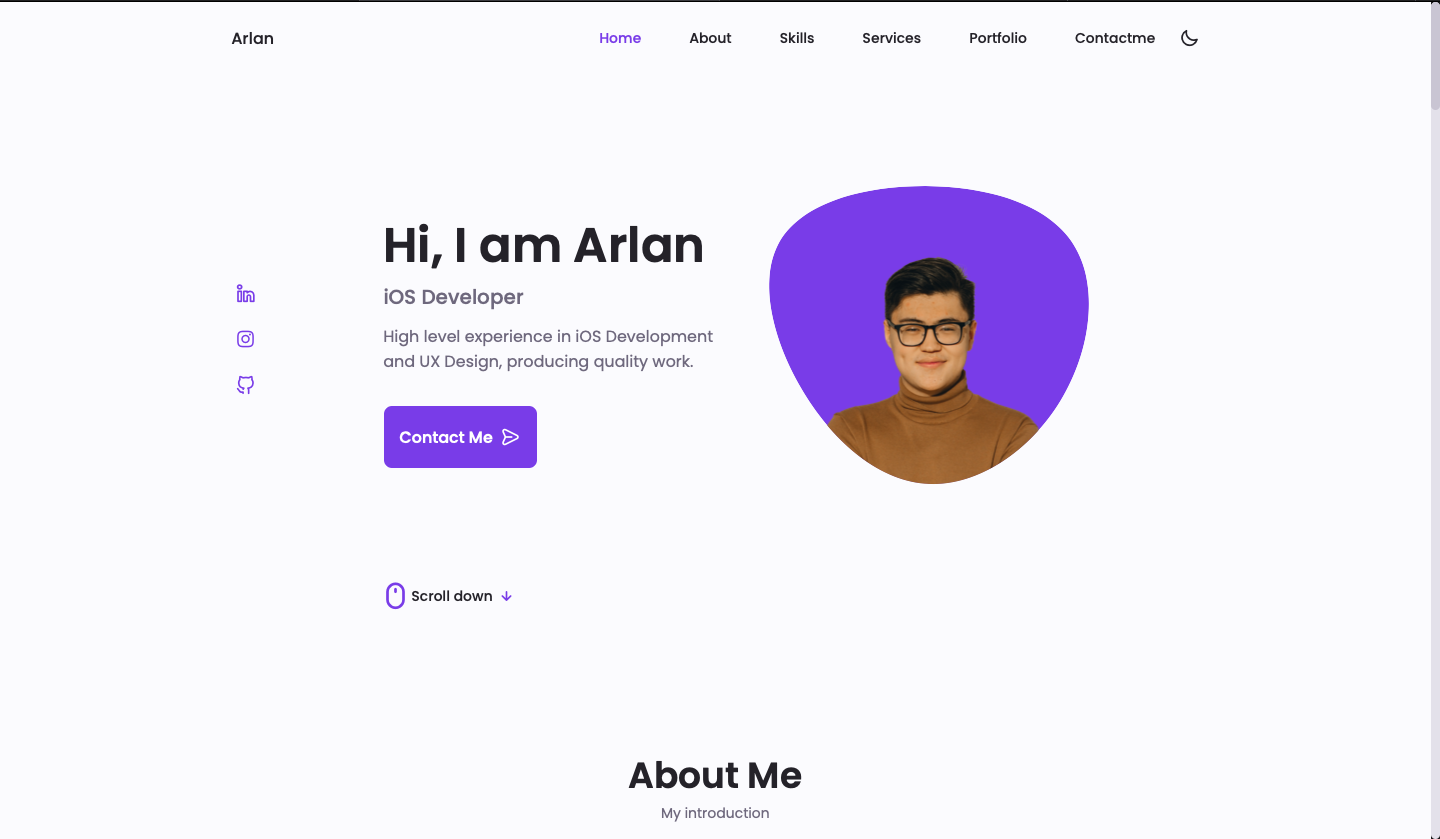 Arlan
Home
About
Skills
Services
Portfolio
Contactme
Hi, I am Arlan
iOS Developer
High level experience in iOS Development
and UX Design, producing quality work.
Contact Me
Scroll down
About Me
My introduction